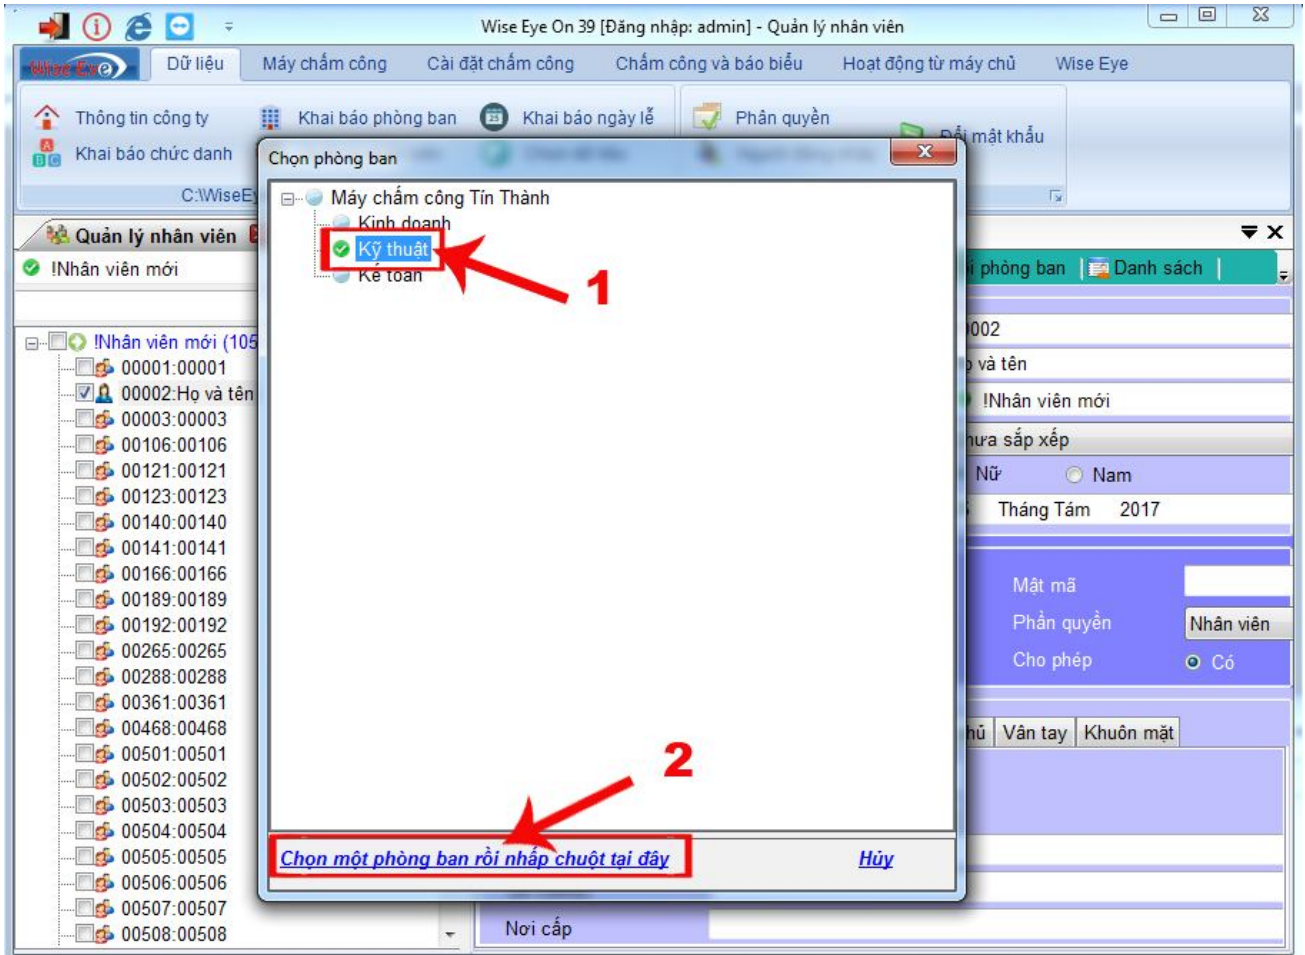 Wise Eye On 39 [Đăng nhập: admin] - Quản lý nhân viên
Wise Eye Dữ liệu Máy chấm công Cài đặt chấm công Chấm công và báo biểu Hoạt động từ máy chủ Wise Eye
Thông tin công ty Khai báo phòng ban Khai báo ngày lễ Phân quyền
Khai báo chức danh Đổi mật khẩu
C:\WiseEy
Chọn phòng ban
Máy chấm công Tín Thành
Kinh doanh
Kỹ thuật
Kế toán
1
2
Chọn một phòng ban rồi nhấp chuột tại đây Hủy
Quản lý nhân viên
!Nhân viên mới
!Nhân viên mới (105
00001:00001
00002:Họ và tên
00003:00003
00106:00106
00121:00121
00123:00123
00140:00140
00141:00141
00166:00166
00189:00189
00192:00192
00265:00265
00288:00288
00361:00361
00468:00468
00501:00501
00502:00502
00503:00503
00504:00504
00505:00505
00506:00506
00507:00507
00508:00508
phòng ban Danh sách
0002
và tên
!Nhân viên mới
hưa sắp xếp
Nữ Nam
Tháng Tám 2017
Mật mã
Phần quyền Nhân viên
Cho phép Có
hủ Vân tay Khuôn mặt
Nơi cấp